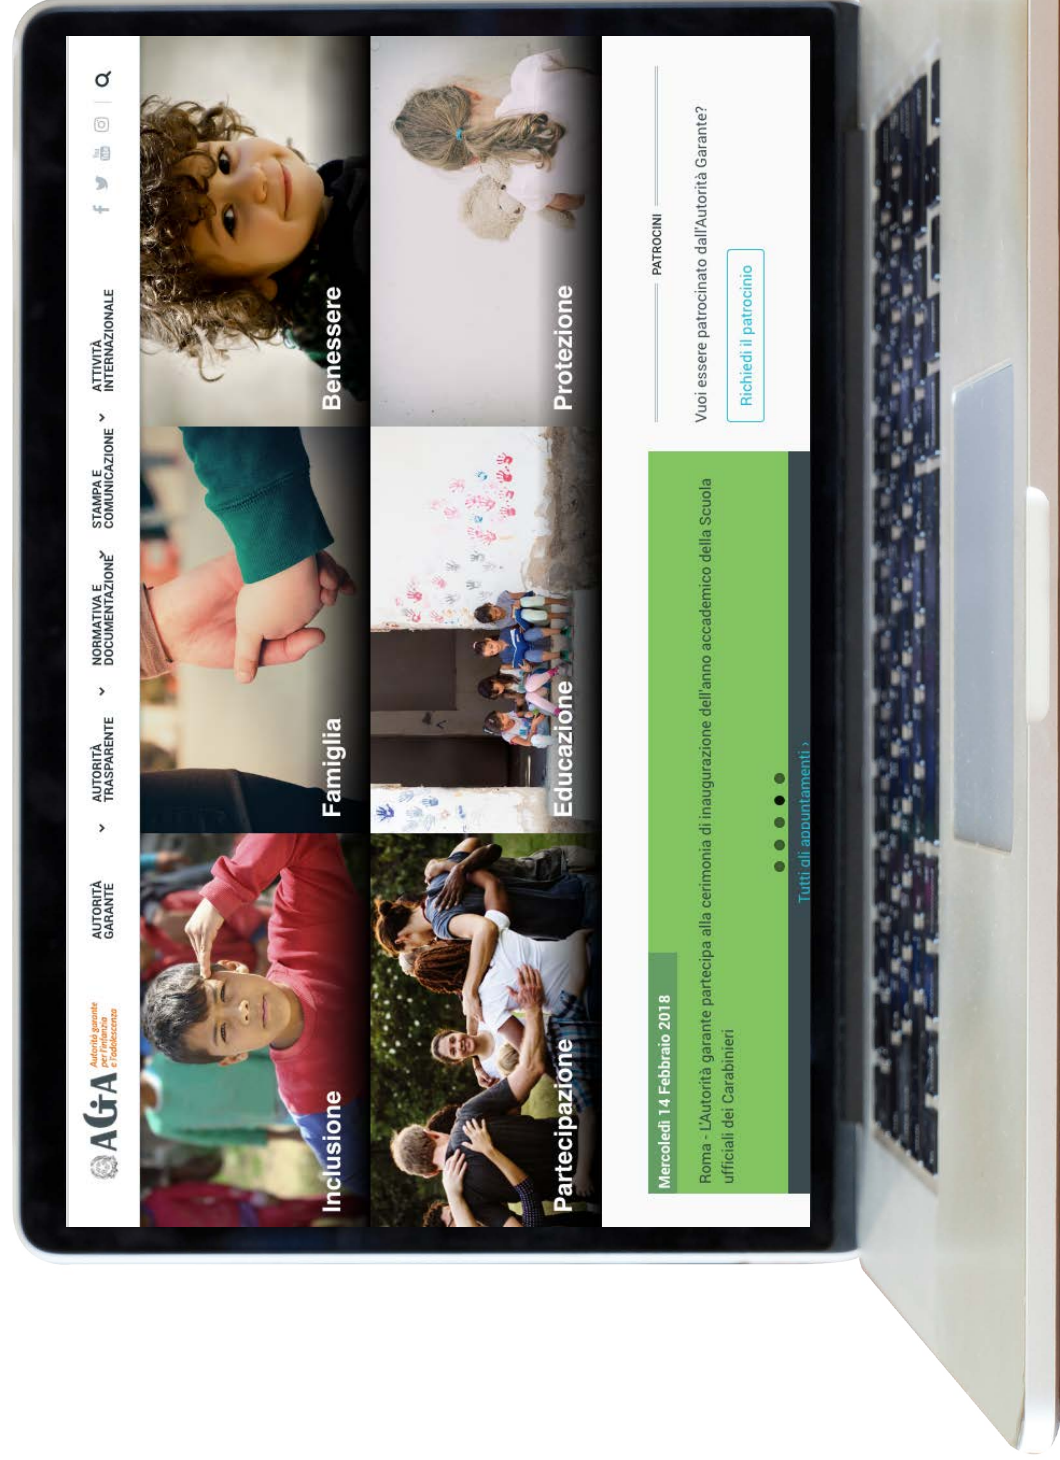 AGiA
Autorità garante
per l'infanzia
e l'adolescenza
AUTORITÀ
GARANTE
AUTORITÀ
TRASPARENTE
NORMATIVA E
DOCUMENTAZIONE
STAMPA E
COMUNICAZIONE
ATTIVITÀ
INTERNAZIONALE
Inclusione
Famiglia
Benessere
Partecipazione
Educazione
Protezione
Mercoledì 14 Febbraio 2018
Roma - L'Autorità garante partecipa alla cerimonia di inaugurazione dell'anno accademico della Scuola
ufficiali dei Carabinieri
Tutti gli appuntamenti ›
PATROCINI
Vuoi essere patrocinato dall'Autorità Garante?
Richiedi il patrocinio